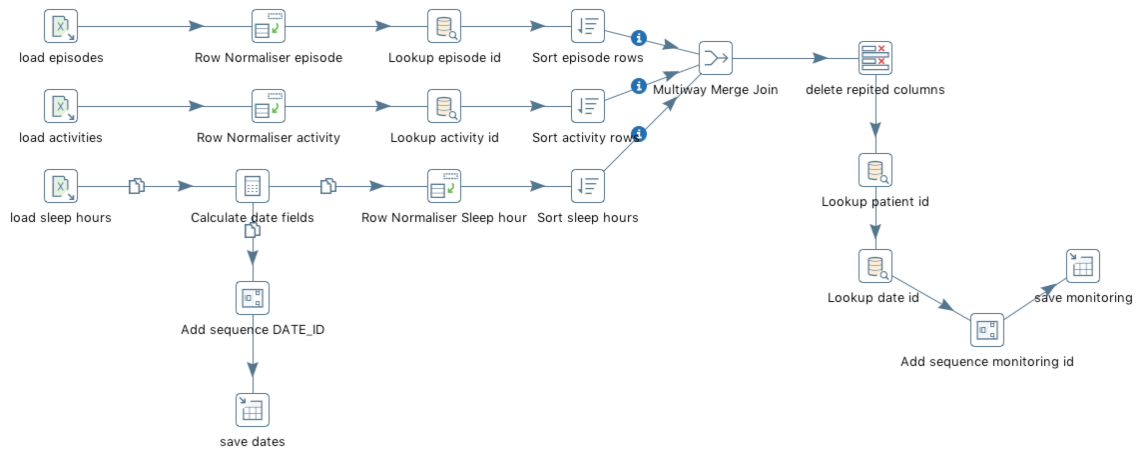 load episodes
Row Normaliser episode
Lookup episode id
Sort episode rows
Multiway Merge Join
delete repited columns
load activities
Row Normaliser activity
Lookup activity id
Sort activity rows
load sleep hours
Calculate date fields
Row Normaliser Sleep hour
Sort sleep hours
Lookup patient id
Lookup date id
save monitoring
Add sequence DATE_ID
Add sequence monitoring id
save dates